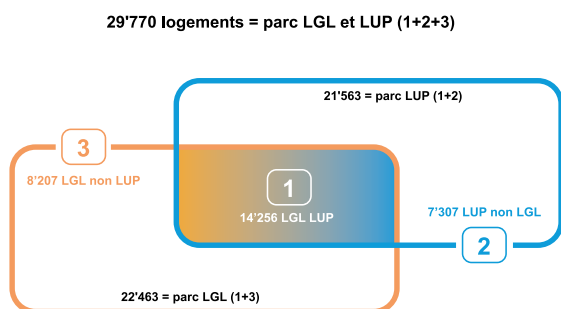 29'770 logements = parc LGL et LUP (1+2+3)
21'563 = parc LUP (1+2)
3
8'207 LGL non LUP
1
14’256 LGL LUP
7’307 LUP non LGL
2
22'463 = parc LGL (1+3)